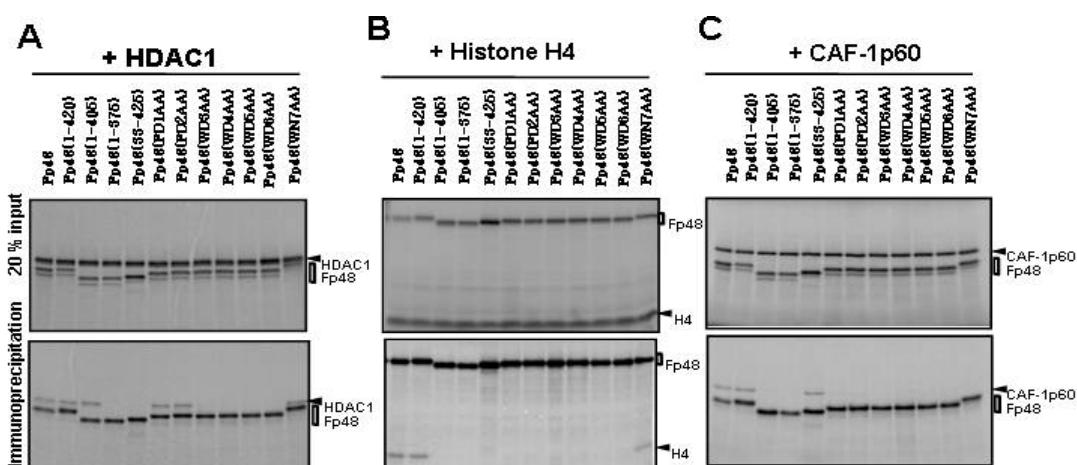 A
+ HDAC1
Fp48
Fp48(1-420)
Fp48(1-405)
Fp48(1-375)
Fp48(33-425)
Fp48(PD1AA)
Fp48(PD2AA)
Fp48(WD3AA)
Fp48(WD4AA)
Fp48(WD5AA)
Fp48(WD6AA)
Fp48(WN7AA)
20 % input
HDAC1
Fp48
Immunoprecipitation
HDAC1
Fp48
B
+ Histone H4
Fp48
Fp48(1-420)
Fp48(1-405)
Fp48(1-375)
Fp48(33-425)
Fp48(PD1AA)
Fp48(PD2AA)
Fp48(WD3AA)
Fp48(WD4AA)
Fp48(WD5AA)
Fp48(WD6AA)
Fp48(WN7AA)
Fp48
H4
Fp48
H4
C
+ CAF-1p60
Fp48
Fp48(1-420)
Fp48(1-405)
Fp48(1-375)
Fp48(33-425)
Fp48(PD1AA)
Fp48(PD2AA)
Fp48(WD3AA)
Fp48(WD4AA)
Fp48(WD5AA)
Fp48(WD6AA)
Fp48(WN7AA)
CAF-1p60
Fp48
CAF-1p60
Fp48